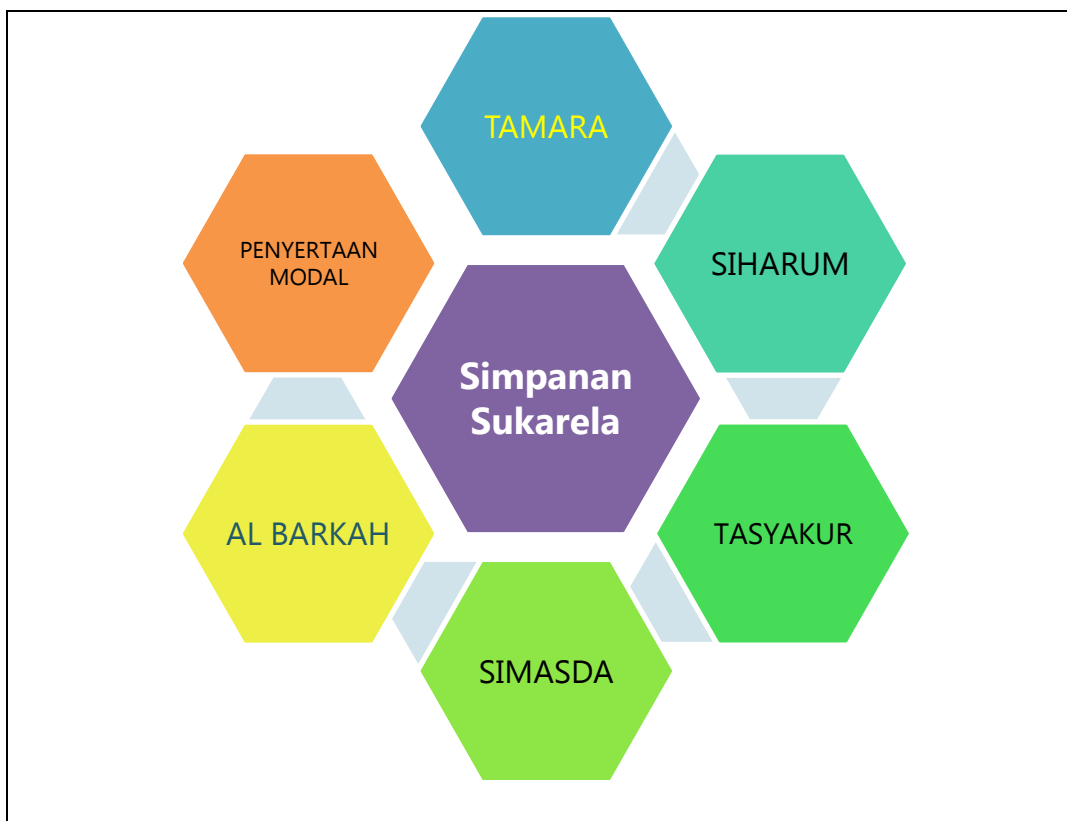 TAMARA
PENYERTAAN
MODAL
SIHARUM
Simpanan
Sukarela
AL BARKAH
TASYAKUR
SIMASDA